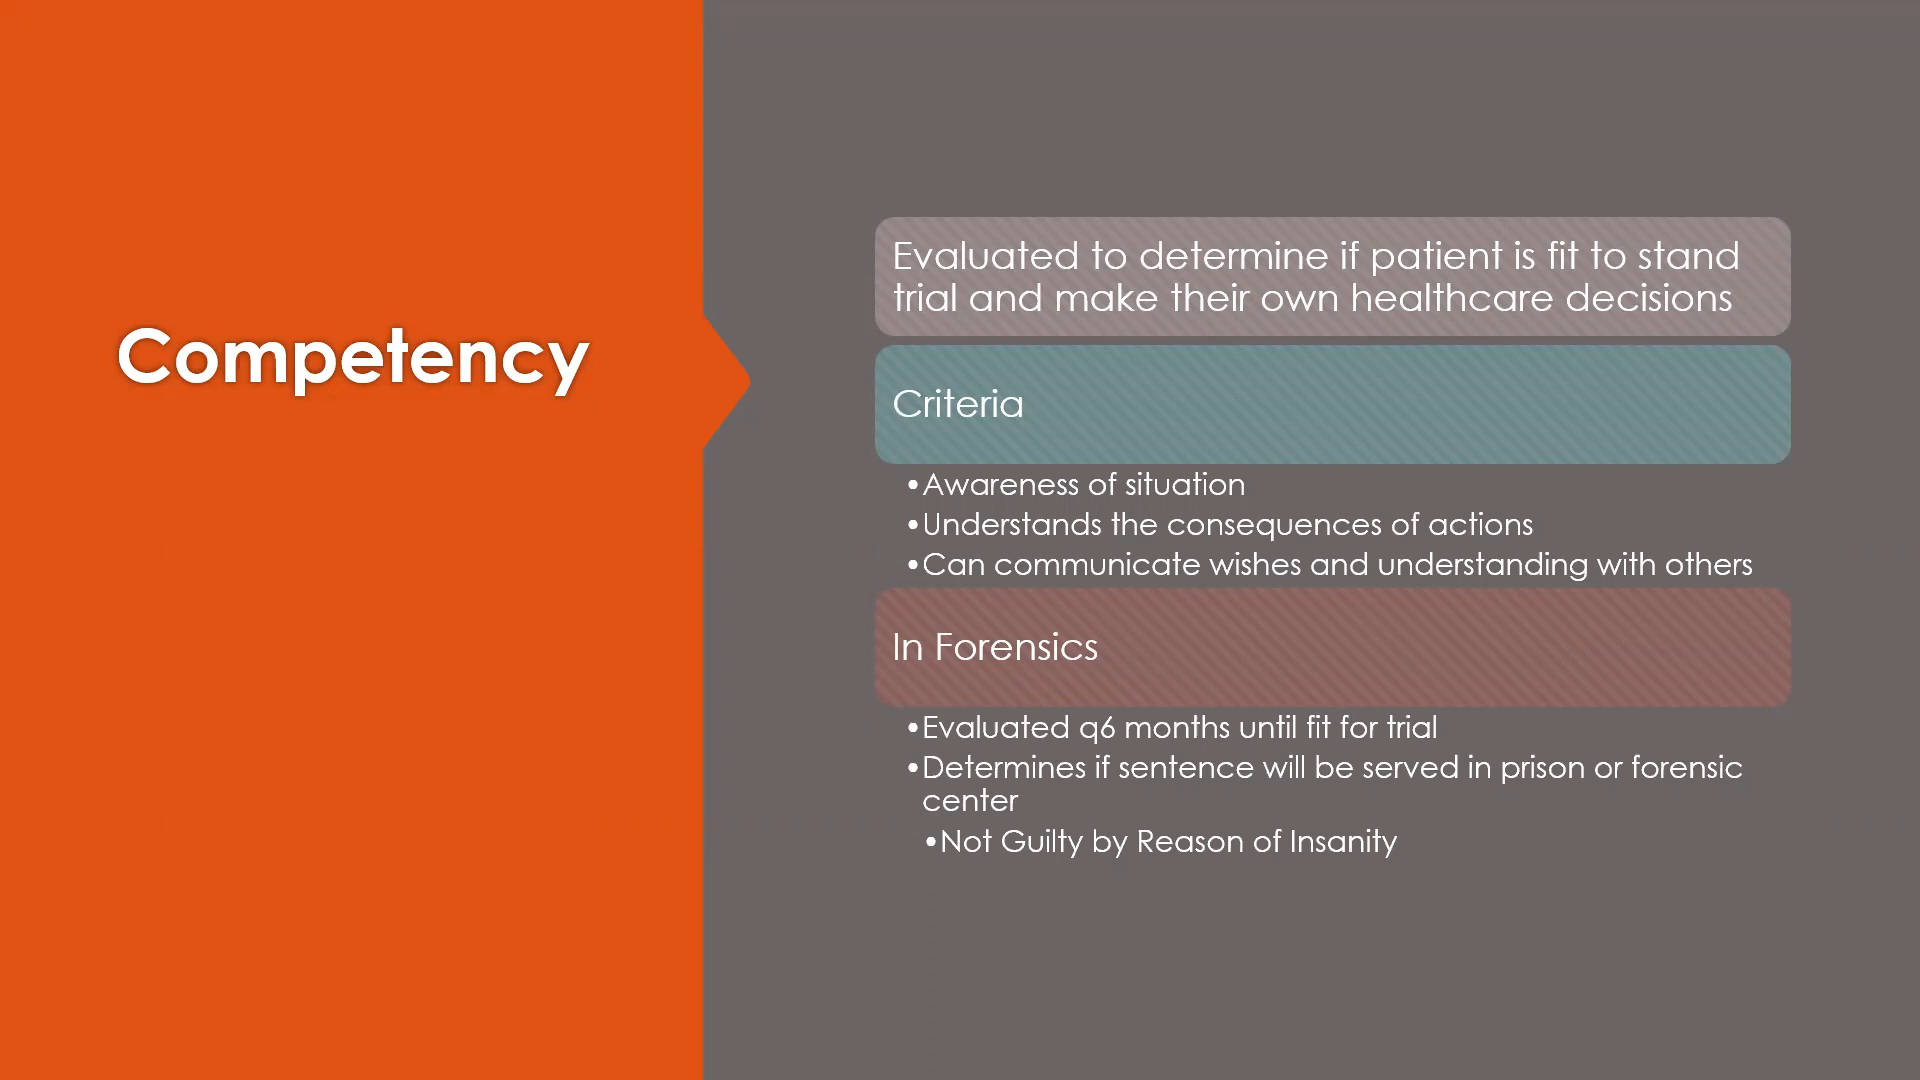 Competency
Evaluated to determine if patient is fit to stand
trial and make their own healthcare decisions
Criteria
•Awareness of situation
•Understands the consequences of actions
•Can communicate wishes and understanding with others
In Forensics
•Evaluated q6 months until fit for trial
•Determines if sentence will be served in prison or forensic
center
•Not Guilty by Reason of Insanity